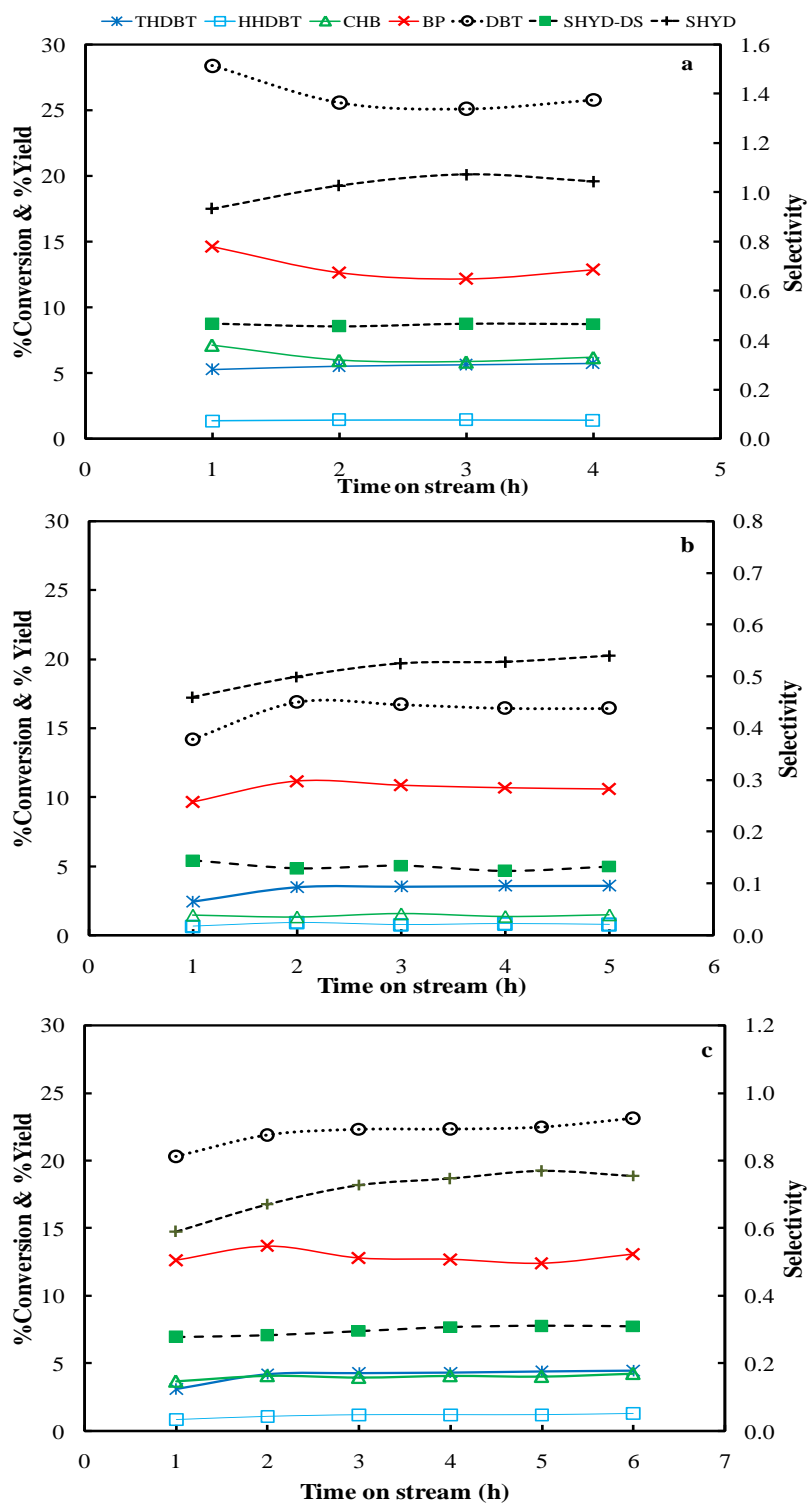 THDBT HHDBT CHB BP DBT SHYD-DS SHYD
a
30 25 20 15 10 5 0
%Conversion & %Yield
1.6 1.4 1.2 1.0 0.8 0.6 0.4 0.2 0.0
Selectivity
0 1 2 3 4 5
Time on stream (h)
b
30 25 20 15 10 5 0
%Conversion & % Yield
0.8 0.7 0.6 0.5 0.4 0.3 0.2 0.1 0.0
Selectivity
0 1 2 3 4 5 6
Time on stream (h)
c
30 25 20 15 10 5 0
%Conversion & %Yield
1.2 1.0 0.8 0.6 0.4 0.2 0.0
Selectivity
0 1 2 3 4 5 6 7
Time on stream (h)